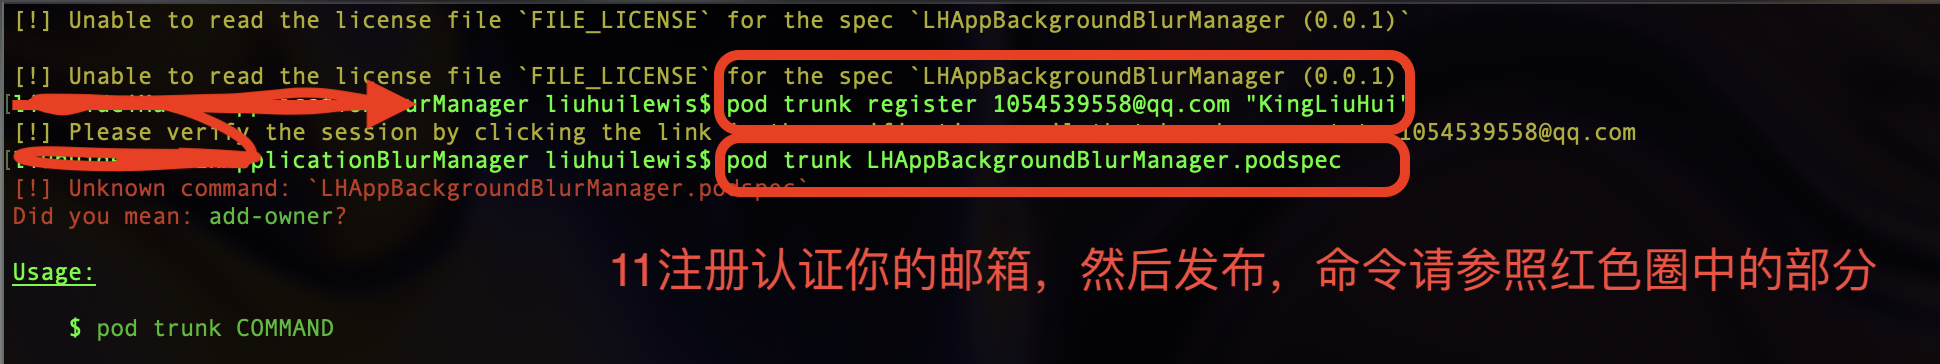 [!] Unable to read the license file `FILE_LICENSE` for the spec `LHAppBackgroundBlurManager (0.0.1)`
[!] Unable to read the license file `FILE_LICENSE` for the spec `LHAppBackgroundBlurManager (0.0.1)
urManager liuhuilewis$ pod trunk register 1054539558@qq.com "KingLiuHui"
[!] Please verify the session by clicking the link 1054539558@qq.com
plicationBlurManager liuhuilewis$ pod trunk LHAppBackgroundBlurManager.podspec
[!] Unknown command: `LHAppBackgroundBlurManager.podspec`
Did you mean: add-owner?
Usage:
$ pod trunk COMMAND
11注册认证你的邮箱，然后发布，命令请参照红色圈中的部分